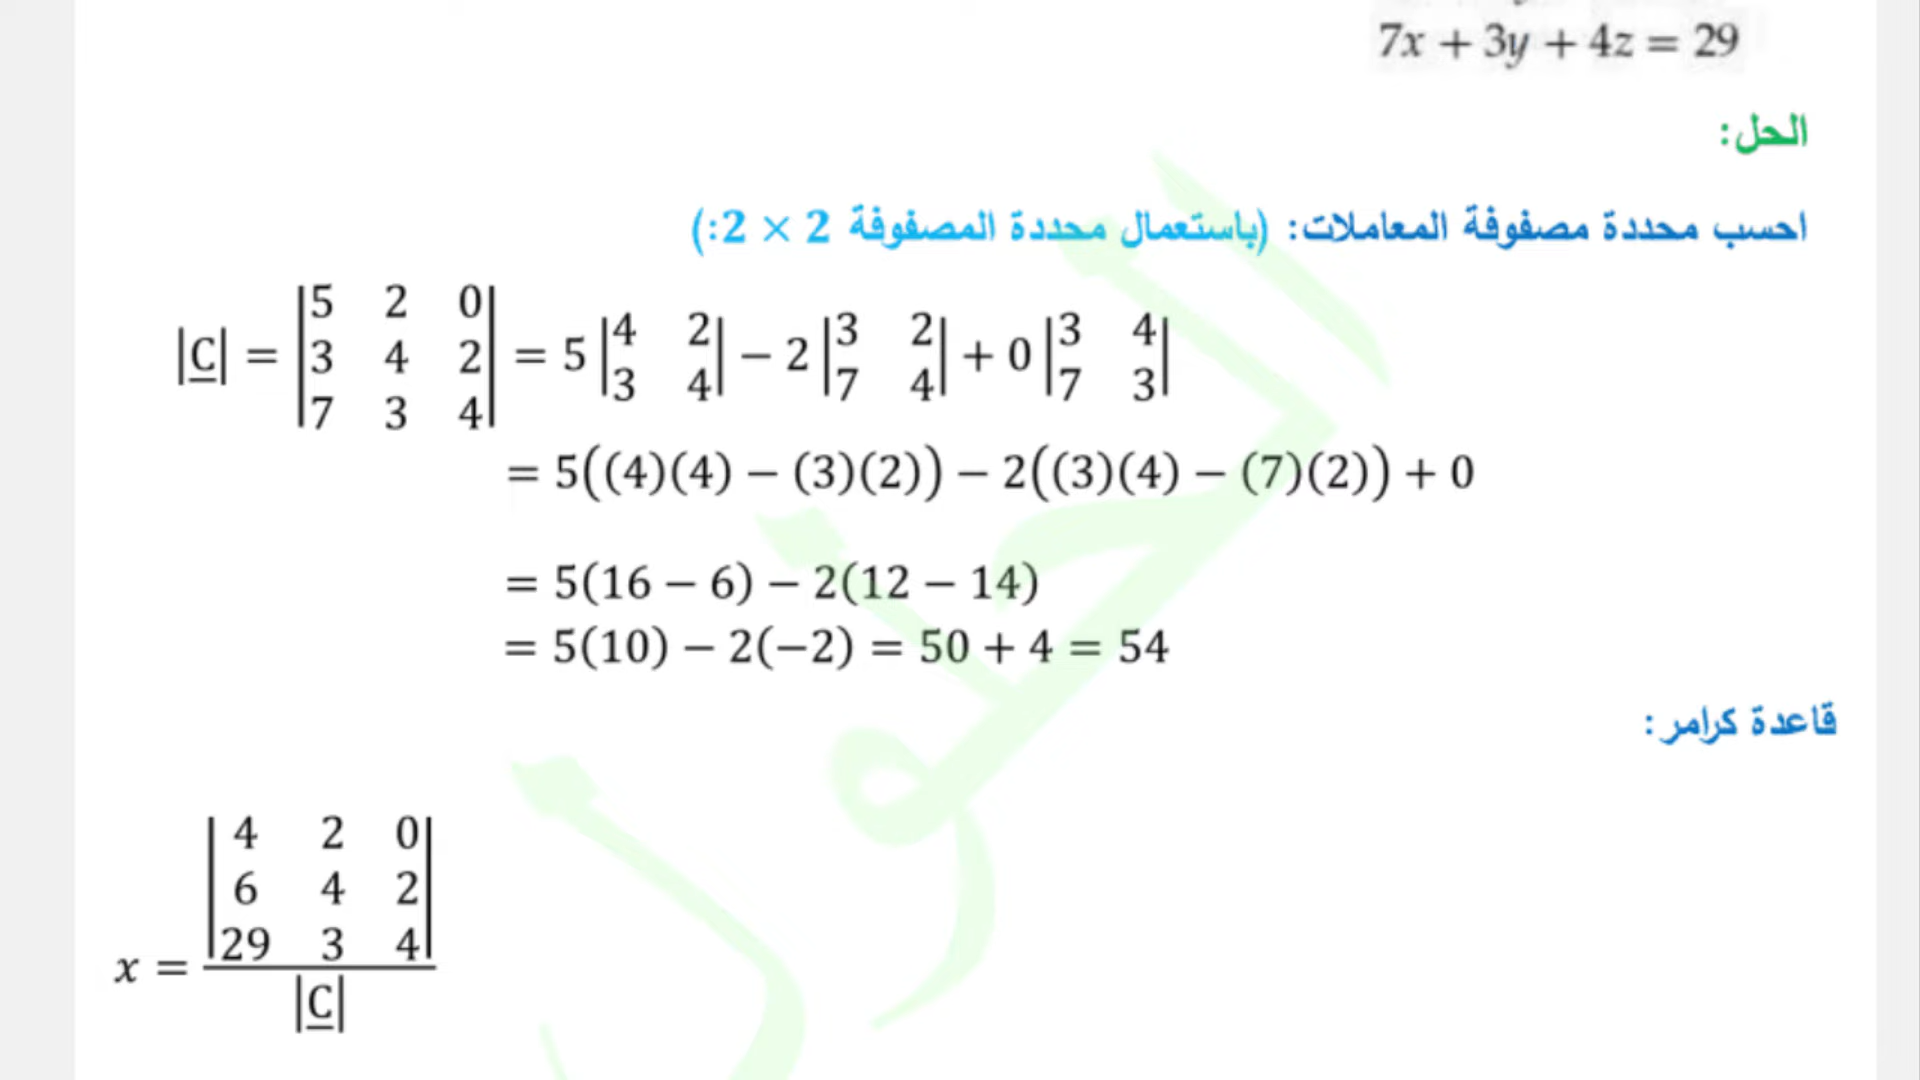 7x + 3y + 4z = 29
الحل:
احسب محددة مصفوفة المعاملات: (باستعمال محددة المصفوفة 2 × 2:)
|C| = |5 2 0; 3 4 2; 7 3 4| = 5 |4 2; 3 4| − 2 |3 2; 7 4| + 0 |3 4; 7 3|
= 5((4)(4) − (3)(2)) − 2((3)(4) − (7)(2)) + 0
= 5(16 − 6) − 2(12 − 14)
= 5(10) − 2(−2) = 50 + 4 = 54
قاعدة كرامر:
x = |4 2 0; 6 4 2; 29 3 4| / |C|